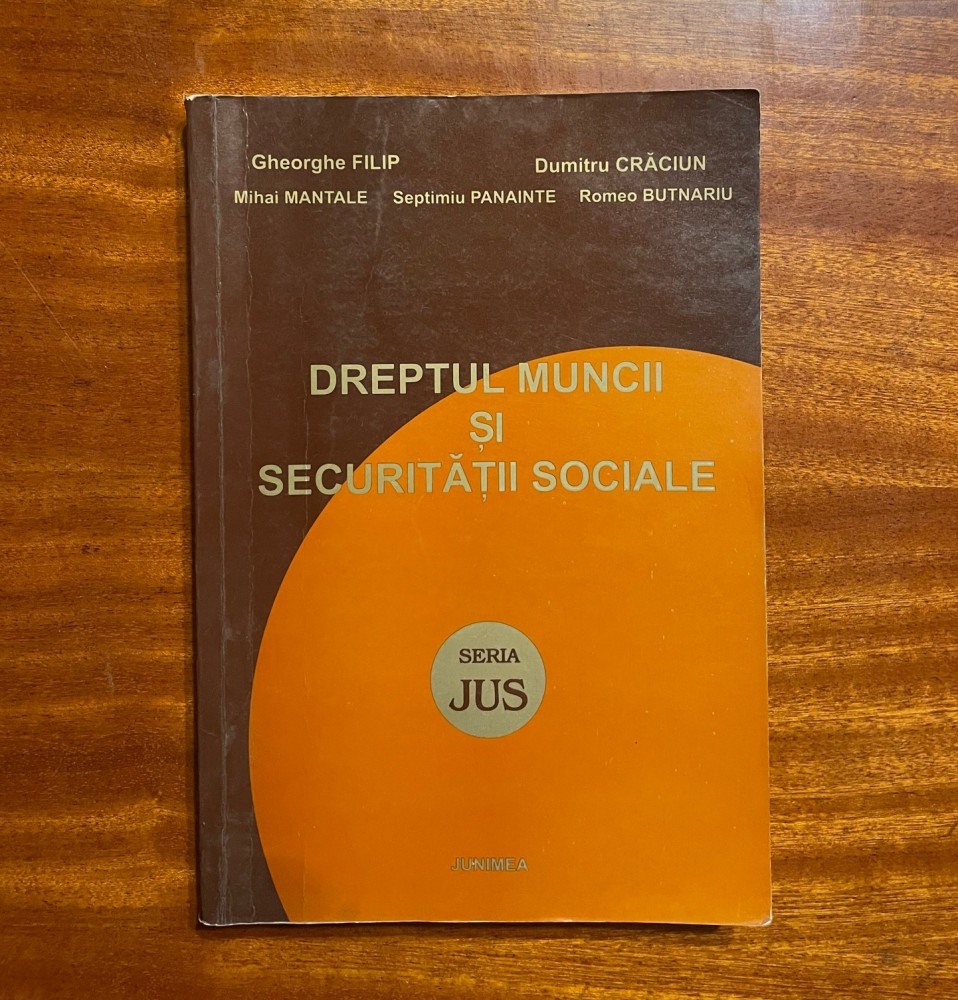 Gheorghe FILIP Dumitru CRĂCIUN
Mihai MANTALE Septimiu PANAINTE Romeo BUTNARIU
DREPTUL MUNCII
ȘI
SECURITĂȚII SOCIALE
SERIA
JUS
JUNIMEA